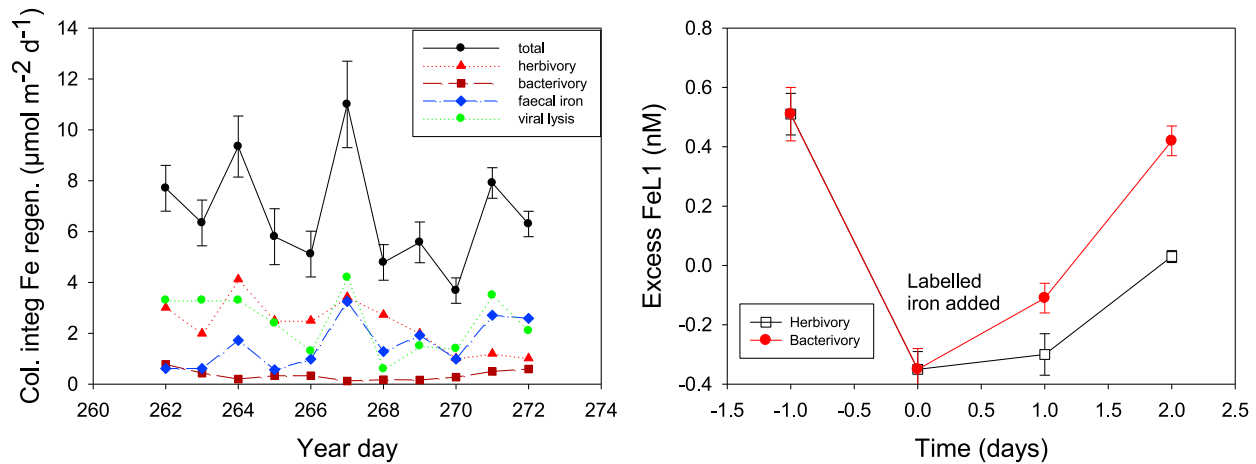 Col. integ Fe regen. (µmol m⁻² d⁻¹)
14
12
10
8
6
4
2
0
total
herbivory
bacterivory
faecal iron
viral lysis
260 262 264 266 268 270 272 274
Year day
Excess FeL1 (nM)
0.8
0.6
0.4
0.2
0.0
-0.2
-0.4
Labelled
iron added
Herbivory
Bacterivory
-1.5 -1.0 -0.5 0.0 0.5 1.0 1.5 2.0 2.5
Time (days)